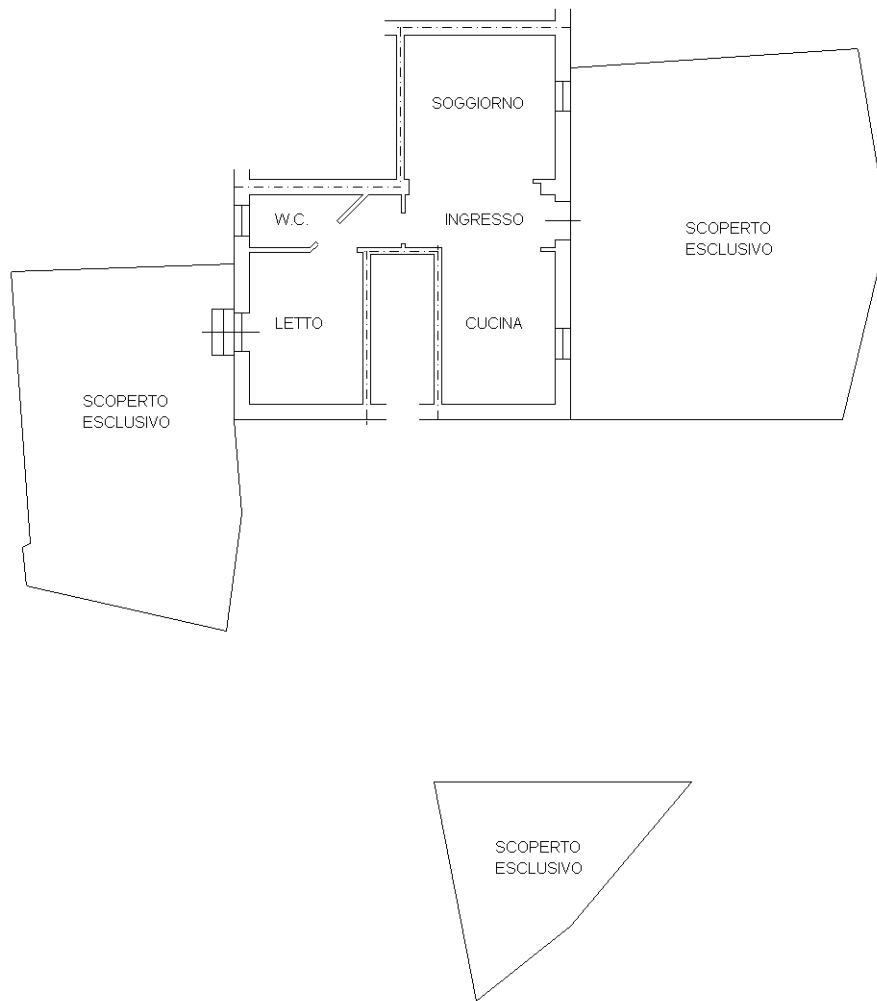 SOGGIORNO
W.C.
INGRESSO
SCOPERTO
ESCLUSIVO
LETTO
CUCINA
SCOPERTO
ESCLUSIVO
SCOPERTO
ESCLUSIVO